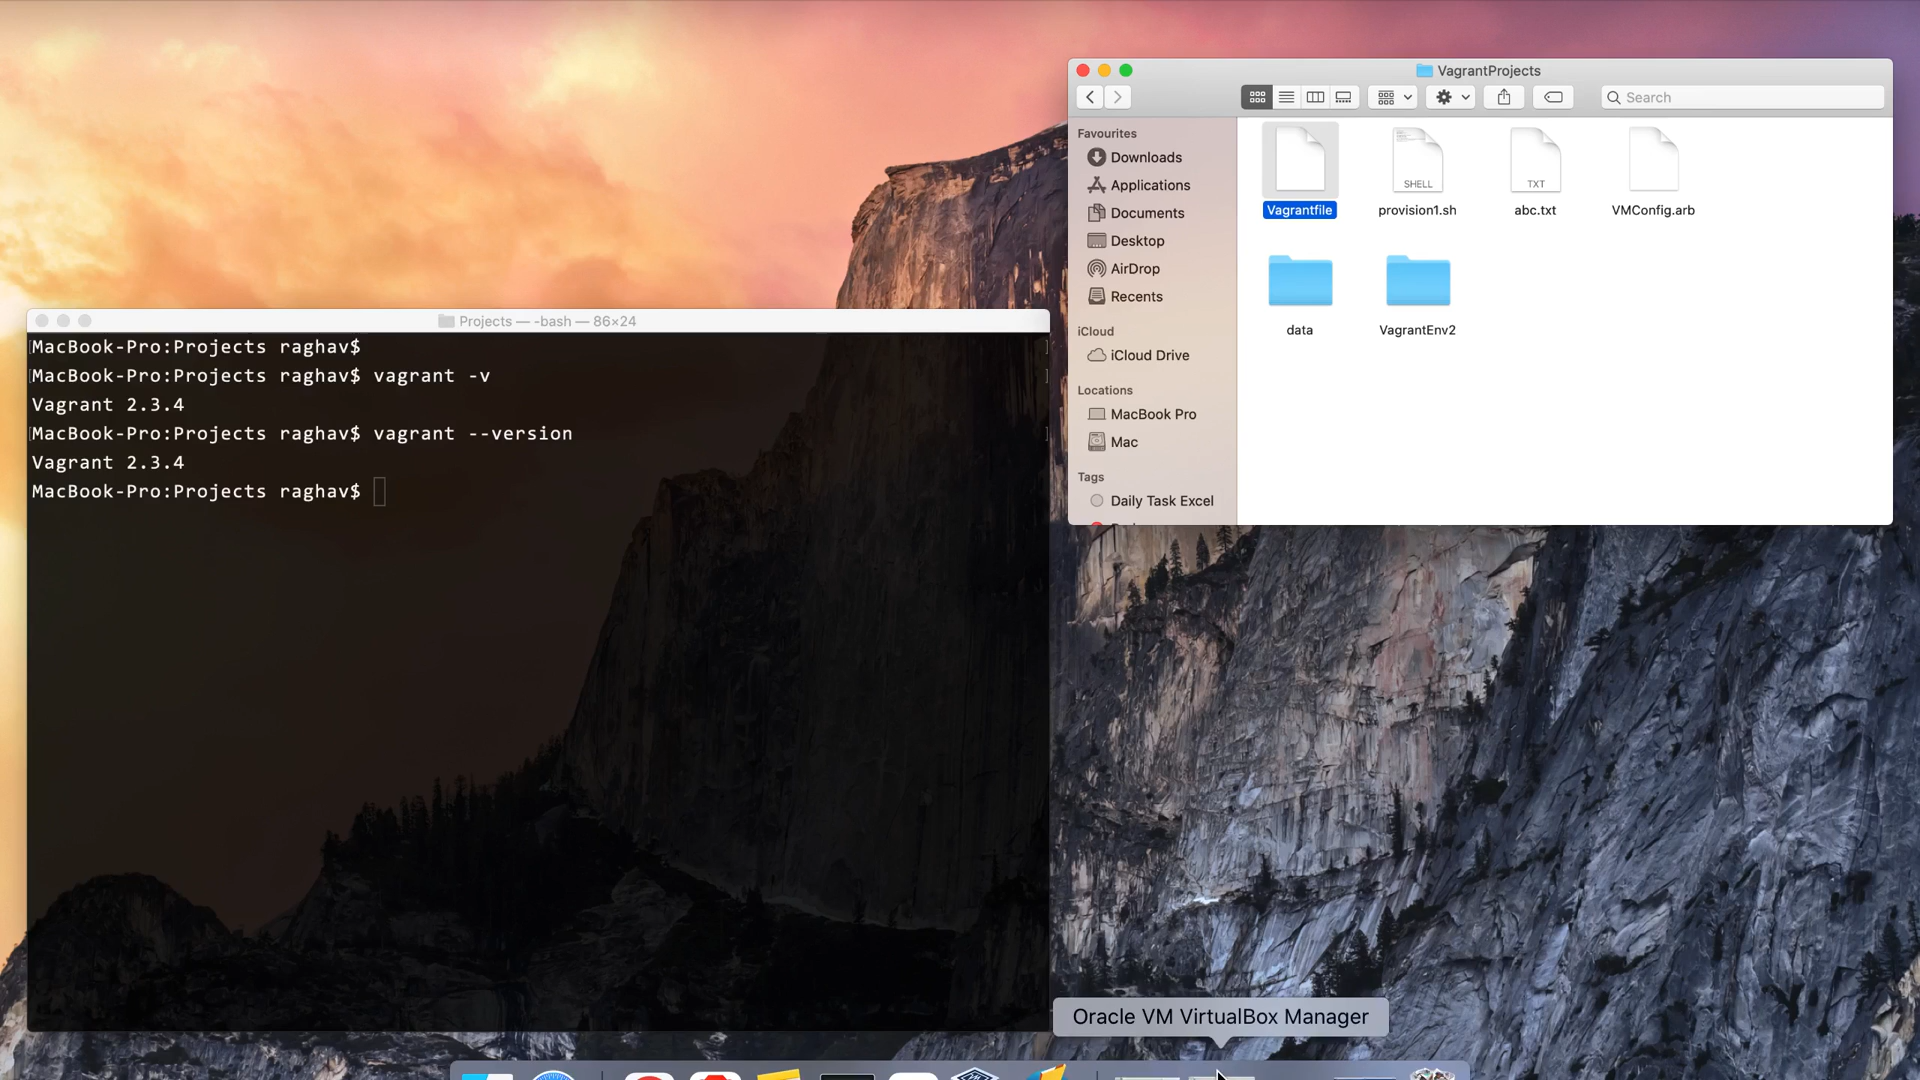 VagrantProjects
Search
Favourites
Downloads
Applications
Documents
Desktop
AirDrop
Recents
iCloud
iCloud Drive
Locations
MacBook Pro
Mac
Tags
Daily Task Excel
SHELL
TXT
Vagrantfile
provision1.sh
abc.txt
VMConfig.arb
data
VagrantEnv2
Projects — -bash — 86×24
MacBook-Pro:Projects raghav$
MacBook-Pro:Projects raghav$ vagrant -v
Vagrant 2.3.4
MacBook-Pro:Projects raghav$ vagrant --version
Vagrant 2.3.4
MacBook-Pro:Projects raghav$
Oracle VM VirtualBox Manager